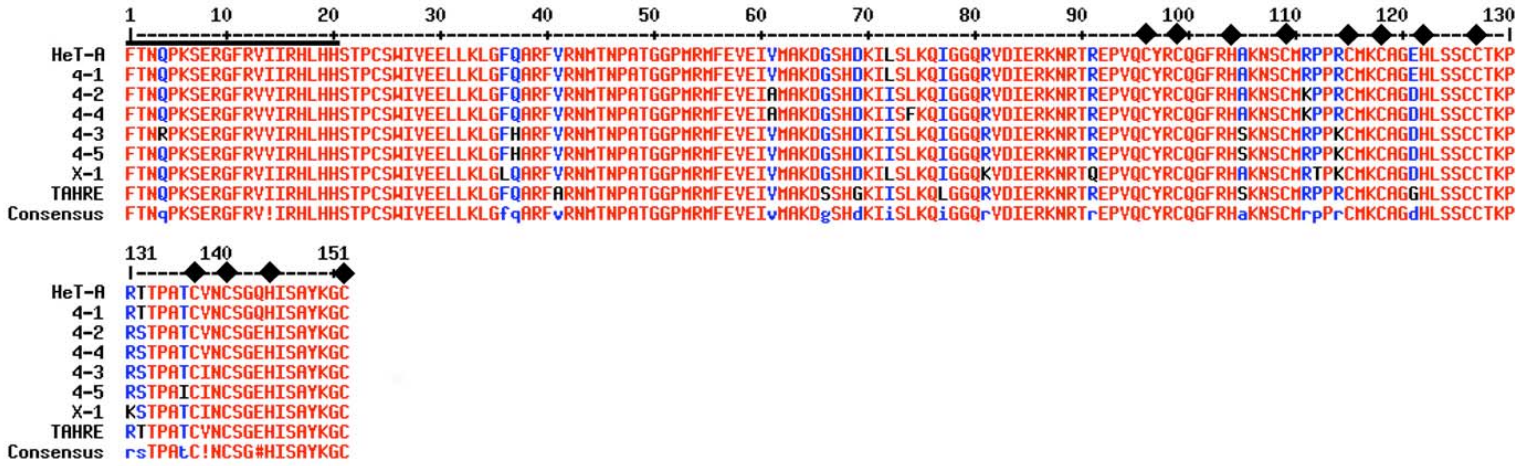 1 10 20 30 40 50 60 70 80 90 100 110 120 130
HeT-A FTNQPKSERGFRVIIRHLHHSTPCSWIVEELLKLGFQARFVRNMTNPATGGPMRMFEVEIVMAKDGSHDKILSLKQIGGQRVDIERKNRTREPVQCYRCQGFRHAKNSCMRPPRCMKCAGEHLSSCCTKP
4-1 FTNQPKSERGFRVIIRHLHHSTPCSWIVEELLKLGFQARFVRNMTNPATGGPMRMFEVEIVMAKDGSHDKILSLKQIGGQRVDIERKNRTREPVQCYRCQGFRHAKNSCMRPPRCMKCAGEHLSSCCTKP
4-2 FTNQPKSERGFRVIIRHLHHSTPCSWIVEELLKLGFQARFVRNMTNPATGGPMRMFEVEIAMAKDGSHDKIISLKQIGGQRVDIERKNRTREPVQCYRCQGFRHAKNSCMKPPRCMKCAGDHLSSCCTKP
4-4 FTNQPKSERGFRVIIRHLHHSTPCSWIVEELLKLGFQARFVRNMTNPATGGPMRMFEVEIAMAKDGSHDKIISFKQIGGQRVDIERKNRTREPVQCYRCQGFRHAKNSCMKPPRCMKCAGDHLSSCCTKP
4-3 FTNRPKSERGFRVVIRHLHHSTPCSWIVEELLKLGFHARFVRNMTNPATGGPMRMFEVEIVMAKDGSHDKIISLKQIGGQRVDIERKNRTREPVQCYRCQGFRHSKNSCMRPPKCMKCAGDHLSSCCTKP
4-5 FTNQPKSERGFRVVIRHLHHSTPCSWIVEELLKLGFHARFVRNMTNPATGGPMRMFEVEIVMAKDGSHDKIISLKQIGGQRVDIERKNRTREPVQCYRCQGFRHSKNSCMRPPKCMKCAGDHLSSCCTKP
X-1 FTNQPKSERGFRVVIRHLHHSTPCSWIVEELLKLGLQARFVRNMTNPATGGPMRMFEVEIVMAKDGSHDKILSLKQIGGQKVDIERKNRTQEPVQCYRCQGFRHAKNSCMRTPKCMKCAGDHLSSCCTKP
TAHRE FTNQPKSERGFRVIIRHLHHSTPCSWIVEELLKLGFQARFARNMTNPATGGPMRMFEVEIVMAKDSSHGKIISLKQLGGQRVDIERKNRTREPVQCYRCQGFRHSKNSCMRPPRCMKCAGGHLSSCCTKP
Consensus FTNqPKSERGFRV!IRHLHHSTPCSWIVEELLKLGfqARFvRNMTNPATGGPMRMFEVEIvMAKDgSHdKIiSLKQiGGQrVDIERKNRTrEPVQCYRCQGFRHaKNSCMrpPrCMKCAGdHLSSCCTKP
131 140 151
HeT-A RTTPATCVNCSGQHISAYKGC
4-1 RTTPATCVNCSGQHISAYKGC
4-2 RSTPATCVNCSGEHISAYKGC
4-4 RSTPATCVNCSGEHISAYKGC
4-3 RSTPATCINCSGEHISAYKGC
4-5 RSTPAICINCSGEHISAYKGC
X-1 KSTPATCINCSGEHISAYKGC
TAHRE RTTPATCVNCSGEHISAYKGC
Consensus rsTPAtC!NCSG#HISAYKGC